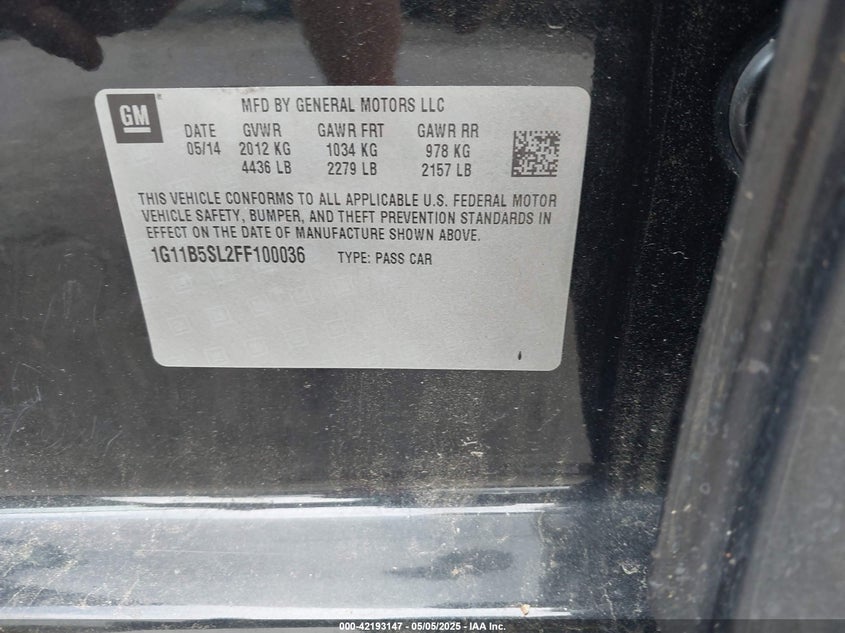 GM
MFD BY GENERAL MOTORS LLC
DATE GVWR GAWR FRT GAWR RR
05/14 2012 KG 1034 KG 978 KG
4436 LB 2279 LB 2157 LB
THIS VEHICLE CONFORMS TO ALL APPLICABLE U.S. FEDERAL MOTOR
VEHICLE SAFETY, BUMPER, AND THEFT PREVENTION STANDARDS IN
EFFECT ON THE DATE OF MANUFACTURE SHOWN ABOVE.
1G11B5SL2FF100036 TYPE: PASS CAR
000-42193147 - 05/05/2025 - IAA Inc.